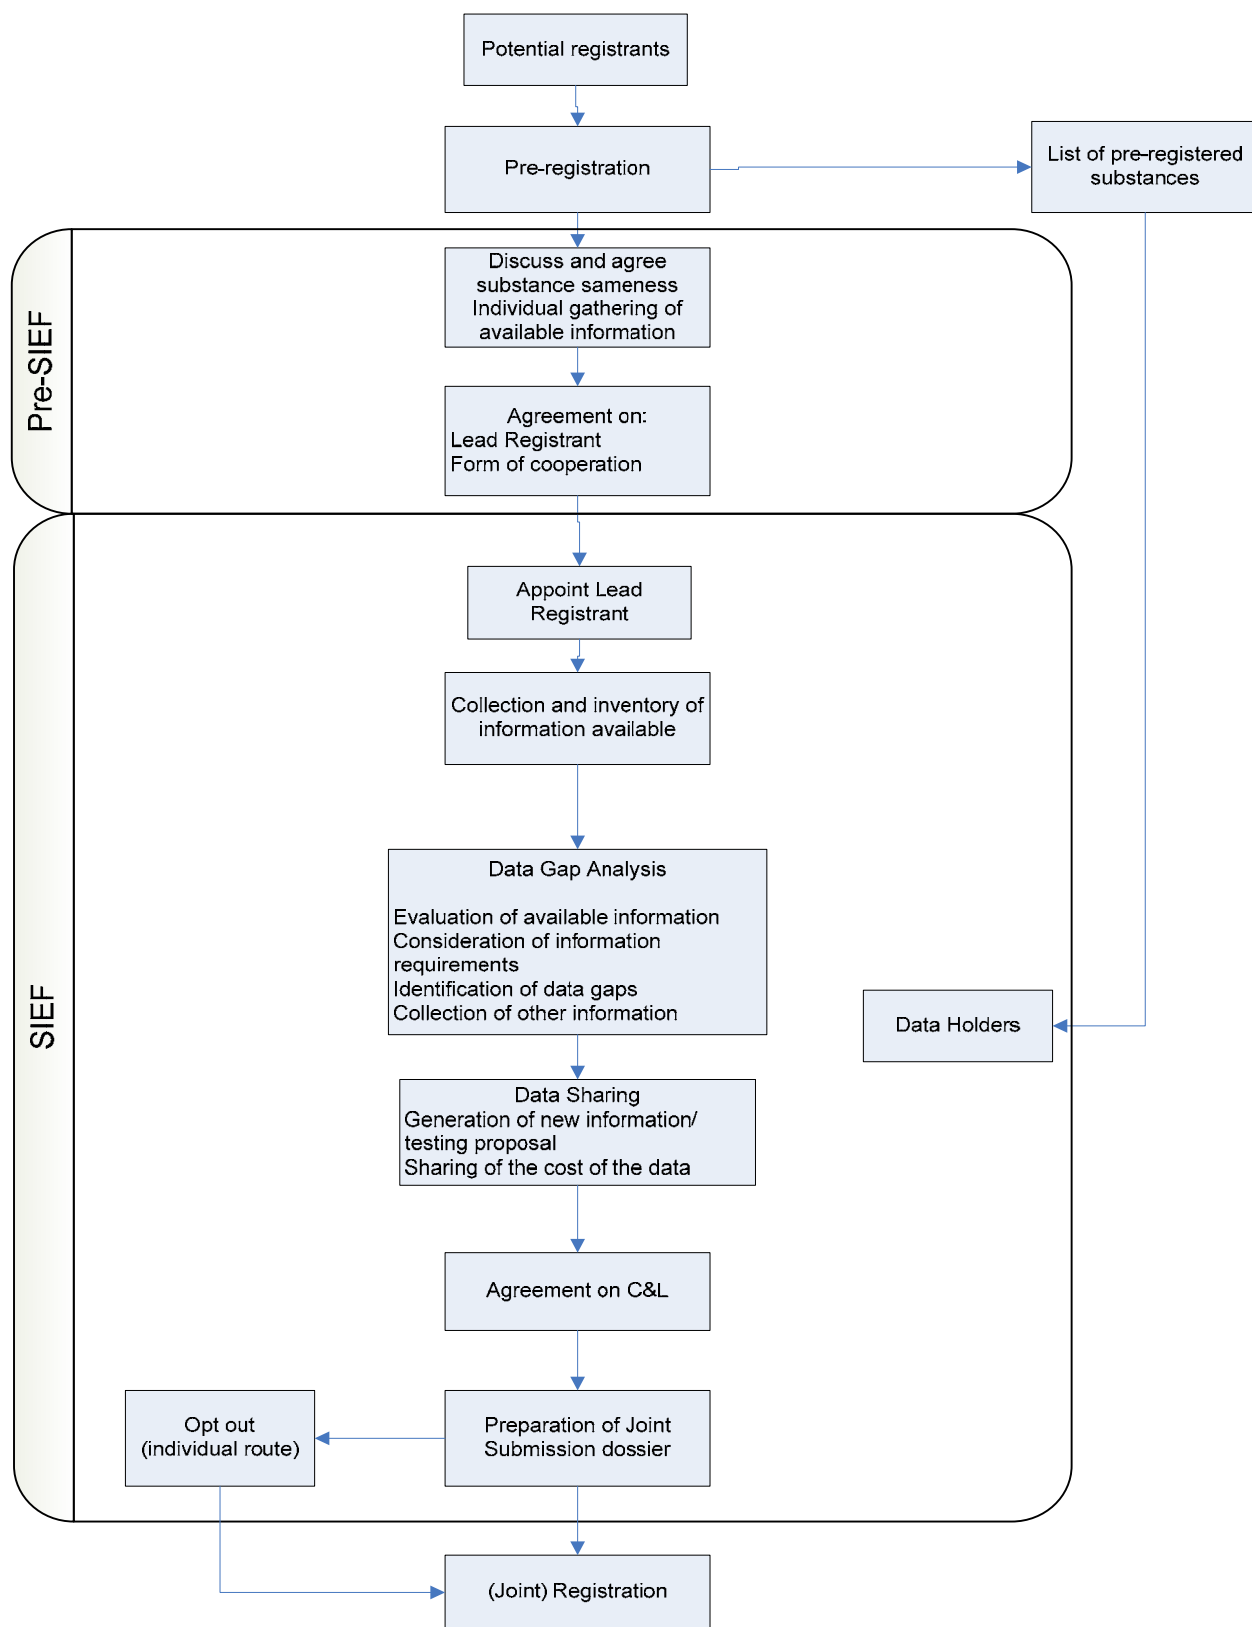 Potential registrants
Pre-registration
List of pre-registered
substances
Pre-SIEF
Discuss and agree
substance sameness
Individual gathering of
available information
Agreement on:
Lead Registrant
Form of cooperation
SIEF
Appoint Lead
Registrant
Collection and inventory of
information available
Data Gap Analysis
Evaluation of available information
Consideration of information
requirements
Identification of data gaps
Collection of other information
Data Holders
Data Sharing
Generation of new information/
testing proposal
Sharing of the cost of the data
Agreement on C&L
Opt out
(individual route)
Preparation of Joint
Submission dossier
(Joint) Registration